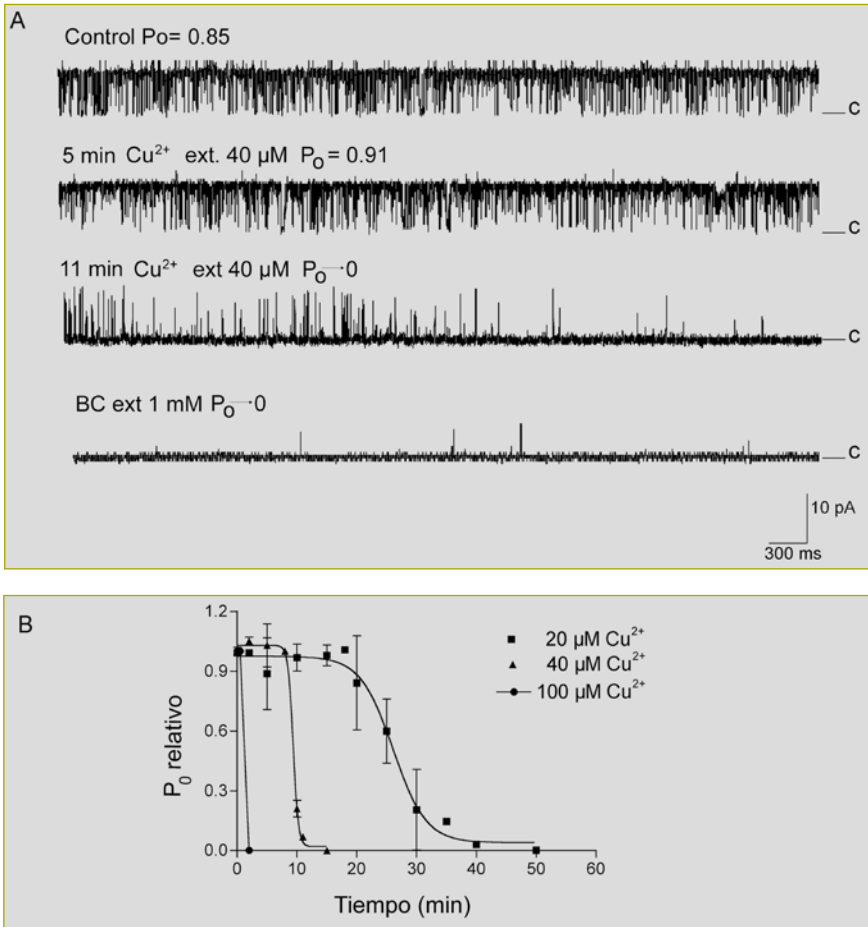 A
Control Po= 0.85
C
5 min Cu²⁺ ext. 40 µM Po = 0.91
C
11 min Cu²⁺ ext 40 µM Po→0
C
BC ext 1 mM Po→0
C
10 pA
300 ms
B
1.2
0.9
0.6
0.3
0.0
P₀ relativo
0 10 20 30 40 50 60
Tiempo (min)
20 µM Cu²⁺
40 µM Cu²⁺
100 µM Cu²⁺